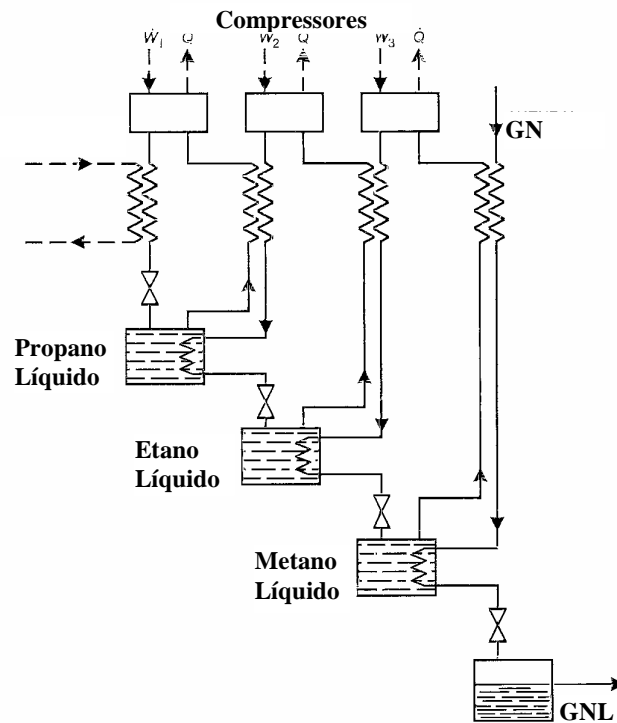 Compressores
Ẇ₁ Q Ẇ₂ Q Ẇ₃ Q̇
GN
Propano
Líquido
Etano
Líquido
Metano
Líquido
GNL